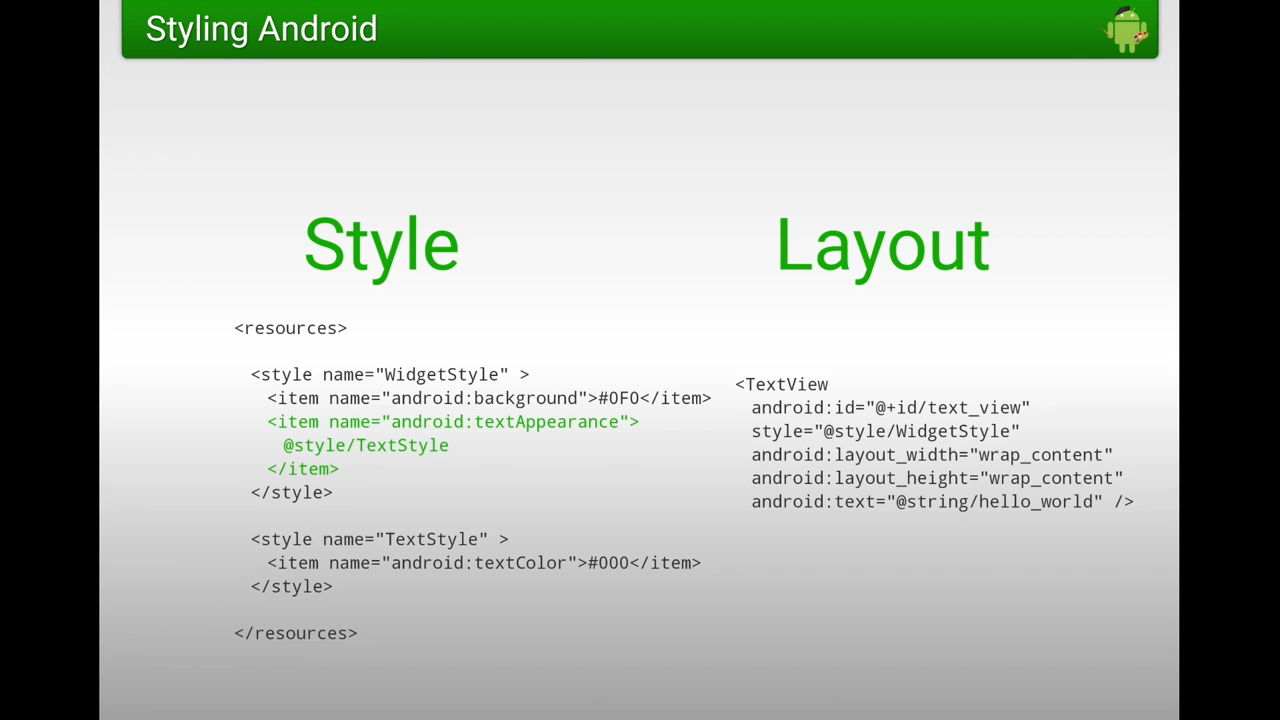 Styling Android
Style
Layout
<resources>
<style name="WidgetStyle" >
<item name="android:background">#0F0</item>
<item name="android:textAppearance">
@style/TextStyle
</item>
</style>
<style name="TextStyle" >
<item name="android:textColor">#000</item>
</style>
</resources>
<TextView
android:id="@+id/text_view"
style="@style/WidgetStyle"
android:layout_width="wrap_content"
android:layout_height="wrap_content"
android:text="@string/hello_world" />